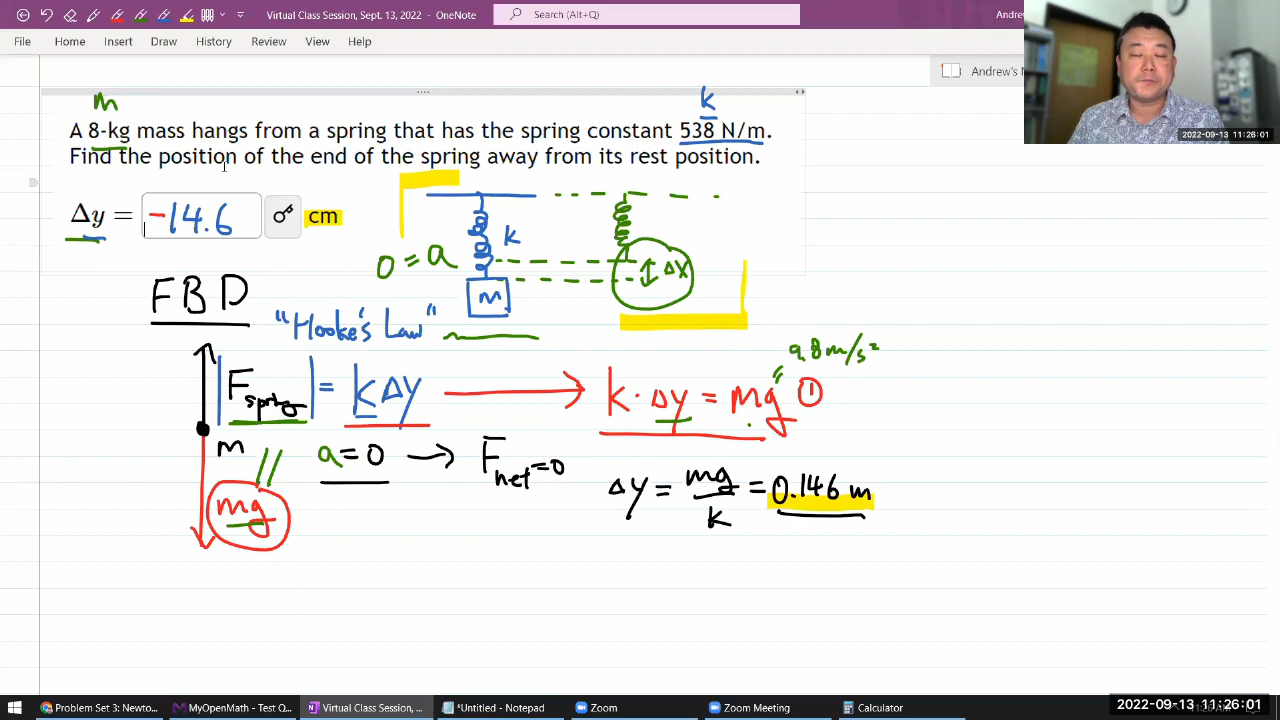 Virtual Class Session, Sept. 13, 2022 - OneNote
Search (Alt+Q)
Andrew
File Home Insert Draw History Review View Help
Andrew's N
2022-09-13 11:26:01
m
k
A 8-kg mass hangs from a spring that has the spring constant 538 N/m.
Find the position of the end of the spring away from its rest position.
Δy = -14.6 cm
k
0 = a
Δx
m
FBD
"Hooke's Law"
9.8 m/s²
|Fspring| = kΔy → k · Δy = mg ①
m
a = 0 → Fnet=0
mg
Δy = mg/k = 0.146 m
Problem Set 3: Newto...
MyOpenMath - Test Q...
Virtual Class Session,...
*Untitled - Notepad
Zoom
Zoom Meeting
Calculator
2022-09-13 11:26:01